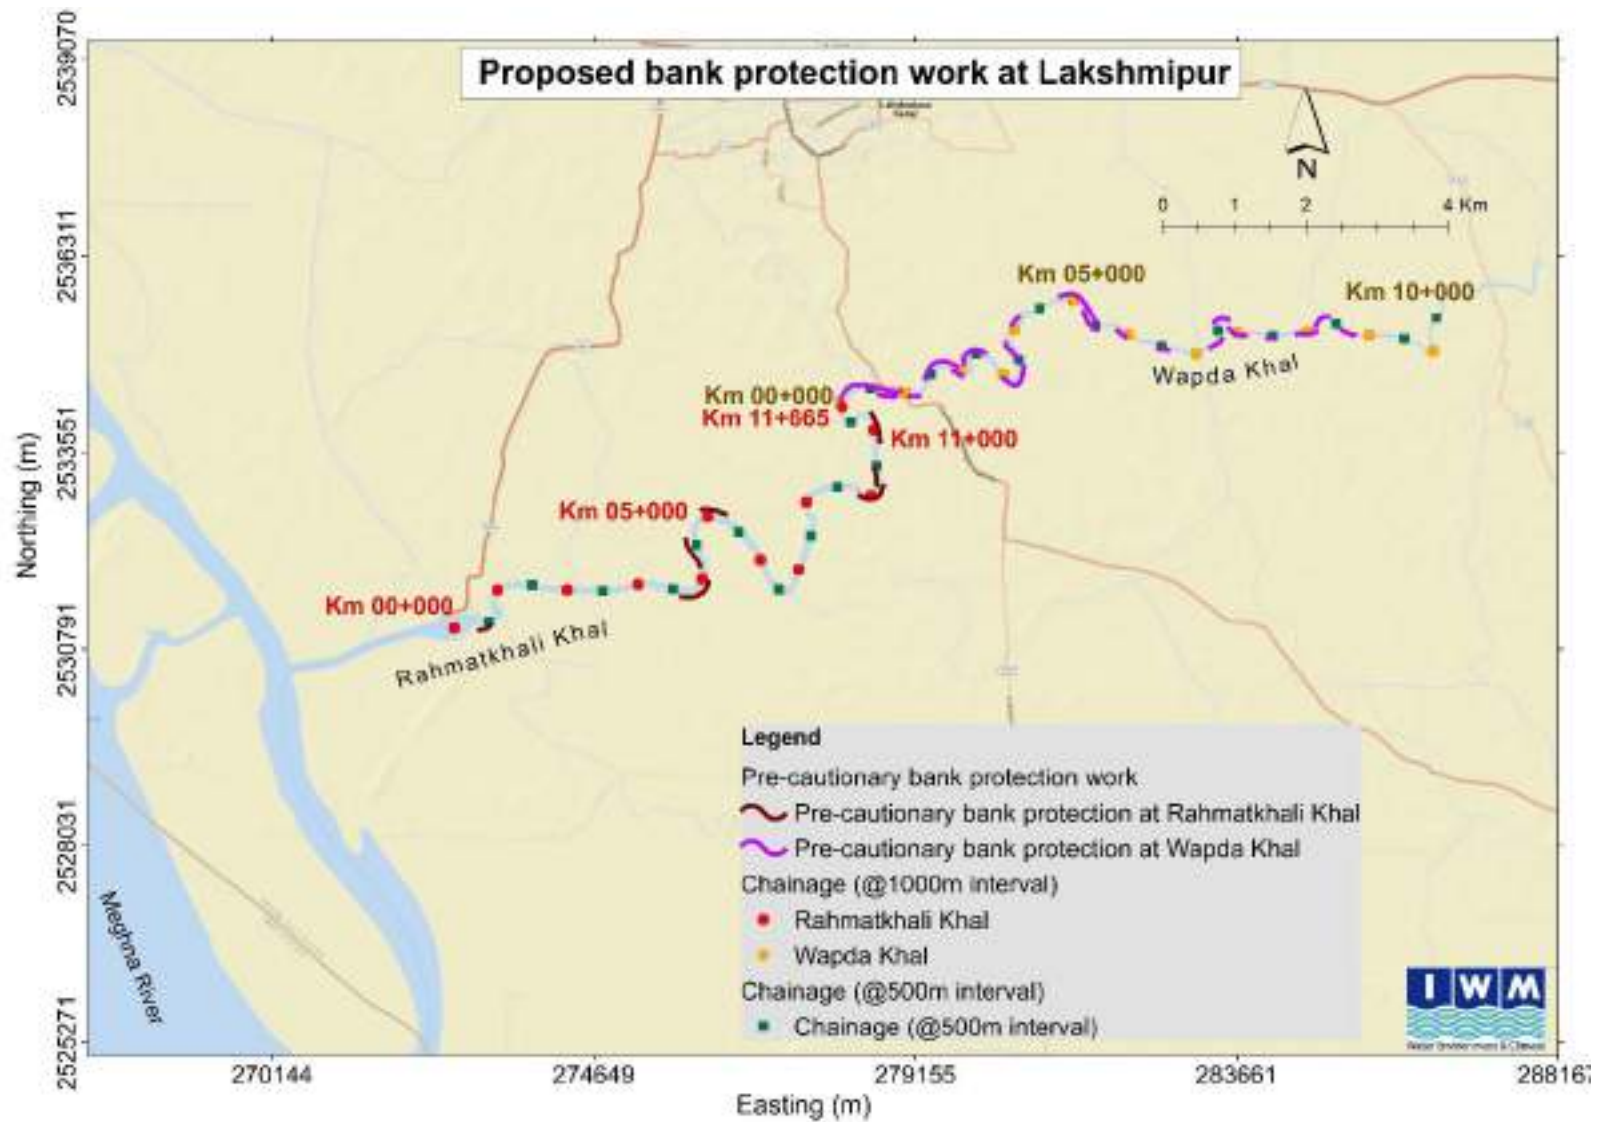 Proposed bank protection work at Lakshmipur
N
0 1 2 4 Km
2539070
2536311
2533551
2530791
2528031
2525271
Northing (m)
Km 05+000
Km 10+000
Wapda Khal
Km 00+000
Km 11+665
Km 11+000
Km 05+000
Km 00+000
Rahmatkhali Khal
Meghna River
Legend
Pre-cautionary bank protection work
Pre-cautionary bank protection at Rahmatkhali Khal
Pre-cautionary bank protection at Wapda Khal
Chainage (@1000m interval)
Rahmatkhali Khal
Wapda Khal
Chainage (@500m interval)
Chainage (@500m interval)
I W M
270144 274649 279155 283661 288167
Easting (m)